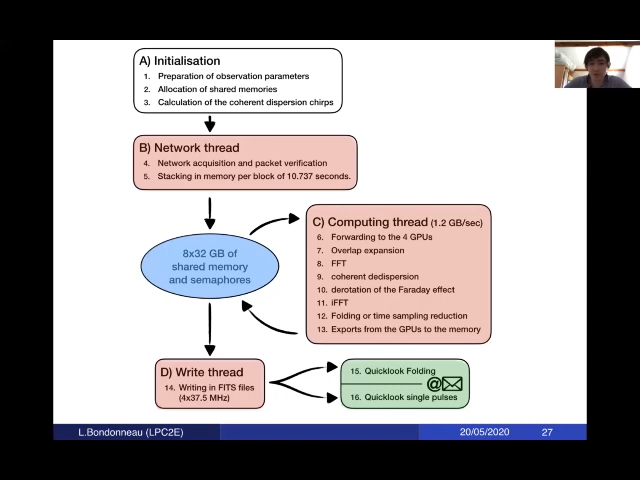 A) Initialisation
1. Preparation of observation parameters
2. Allocation of shared memories
3. Calculation of the coherent dispersion chirps
B) Network thread
4. Network acquisition and packet verification
5. Stacking in memory per block of 10.737 seconds.
8x32 GB of
shared memory
and semaphores
C) Computing thread (1.2 GB/sec)
6. Forwarding to the 4 GPUs
7. Overlap expansion
8. FFT
9. coherent dedispersion
10. derotation of the Faraday effect
11. iFFT
12. Folding or time sampling reduction
13. Exports from the GPUs to the memory
D) Write thread
14. Writing in FITS files
(4x37.5 MHz)
15. Quicklook Folding
@
16. Quicklook single pulses
L.Bondonneau (LPC2E) 20/05/2020 27